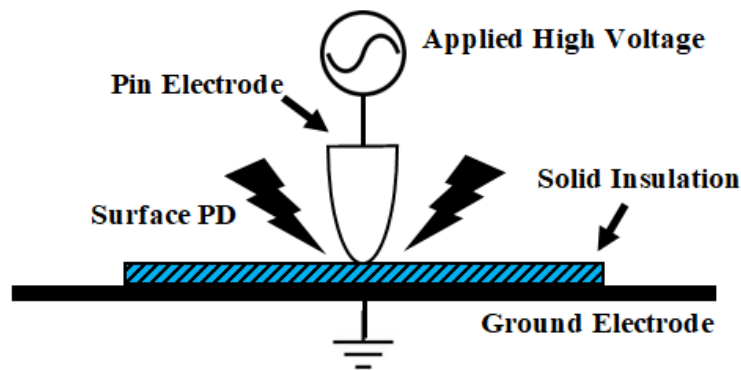 Applied High Voltage
Pin Electrode
Solid Insulation
Surface PD
Ground Electrode